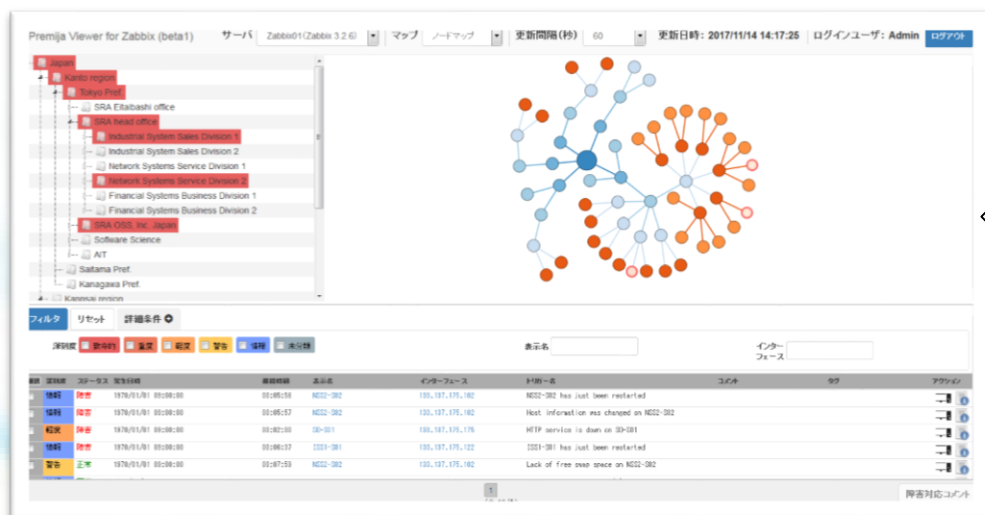 Premija Viewer for Zabbix (beta1) サーバ Zabbix01(Zabbix 3.2.6) マップ ノードマップ 更新間隔(秒) 60 更新日時: 2017/11/14 14:17:25 ログインユーザ: Admin ログアウト
Japan
Kanto region
Tokyo Pref.
SRA Eitaibashi office
SRA head office
Industrial System Sales Division 1
Industrial System Sales Division 2
Network Systems Service Division 1
Network Systems Service Division 2
Financial Systems Business Division 1
Financial Systems Business Division 2
SRA OSS, Inc. Japan
Software Science
AIT
Saitama Pref.
Kanagawa Pref.
Kannsai region
フィルタ リセット 詳細条件
深刻度 致命的 重度 軽度 警告 情報 未分類 表示名 インターフェース
深刻度 ステータス 発生日時 継続時間 表示名 インターフェース トリガー名 コメント タグ アクション
情報 障害 1970/01/01 09:00:00 NSS2-S02 133.137.175.102 NSS2-S02 has just been restarted
情報 障害 1970/01/01 09:00:00 NSS2-S02 133.137.175.102 Host information was changed on NSS2-S02
軽度 障害 1970/01/01 09:00:00 133.137.175.176 HTTP service is down on
情報 障害 1970/01/01 09:00:00 ISS1-S01 133.137.175.122 ISS1-S01 has just been restarted
警告 正常 1970/01/01 09:00:00 NSS2-S02 133.137.175.102 Lack of free swap space on NSS2-S02
1
障害対応コメント